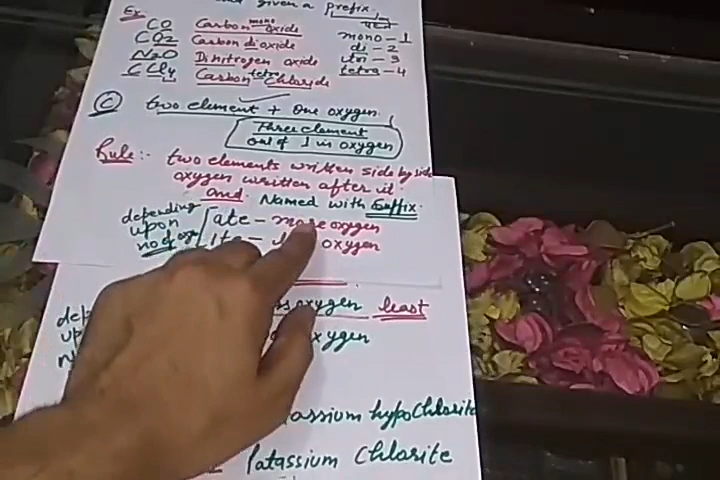 and given a prefix.
Ex CO Carbon mono oxide mono - 1
CO2 Carbon dioxide di - 2
N2O Dinitrogen oxide tri - 3
CCl4 Carbon tetra Chloride tetra - 4
C two element + one oxygen
Three element
out of 1 is oxygen
Rule :- two elements written side by side
oxygen written after it.
and. Named with Suffix.
depending ate - more oxygen
upon
no of oxy ite - oxygen
oxygen least
oxygen
tassium hypoChlorite
Potassium Chlorite